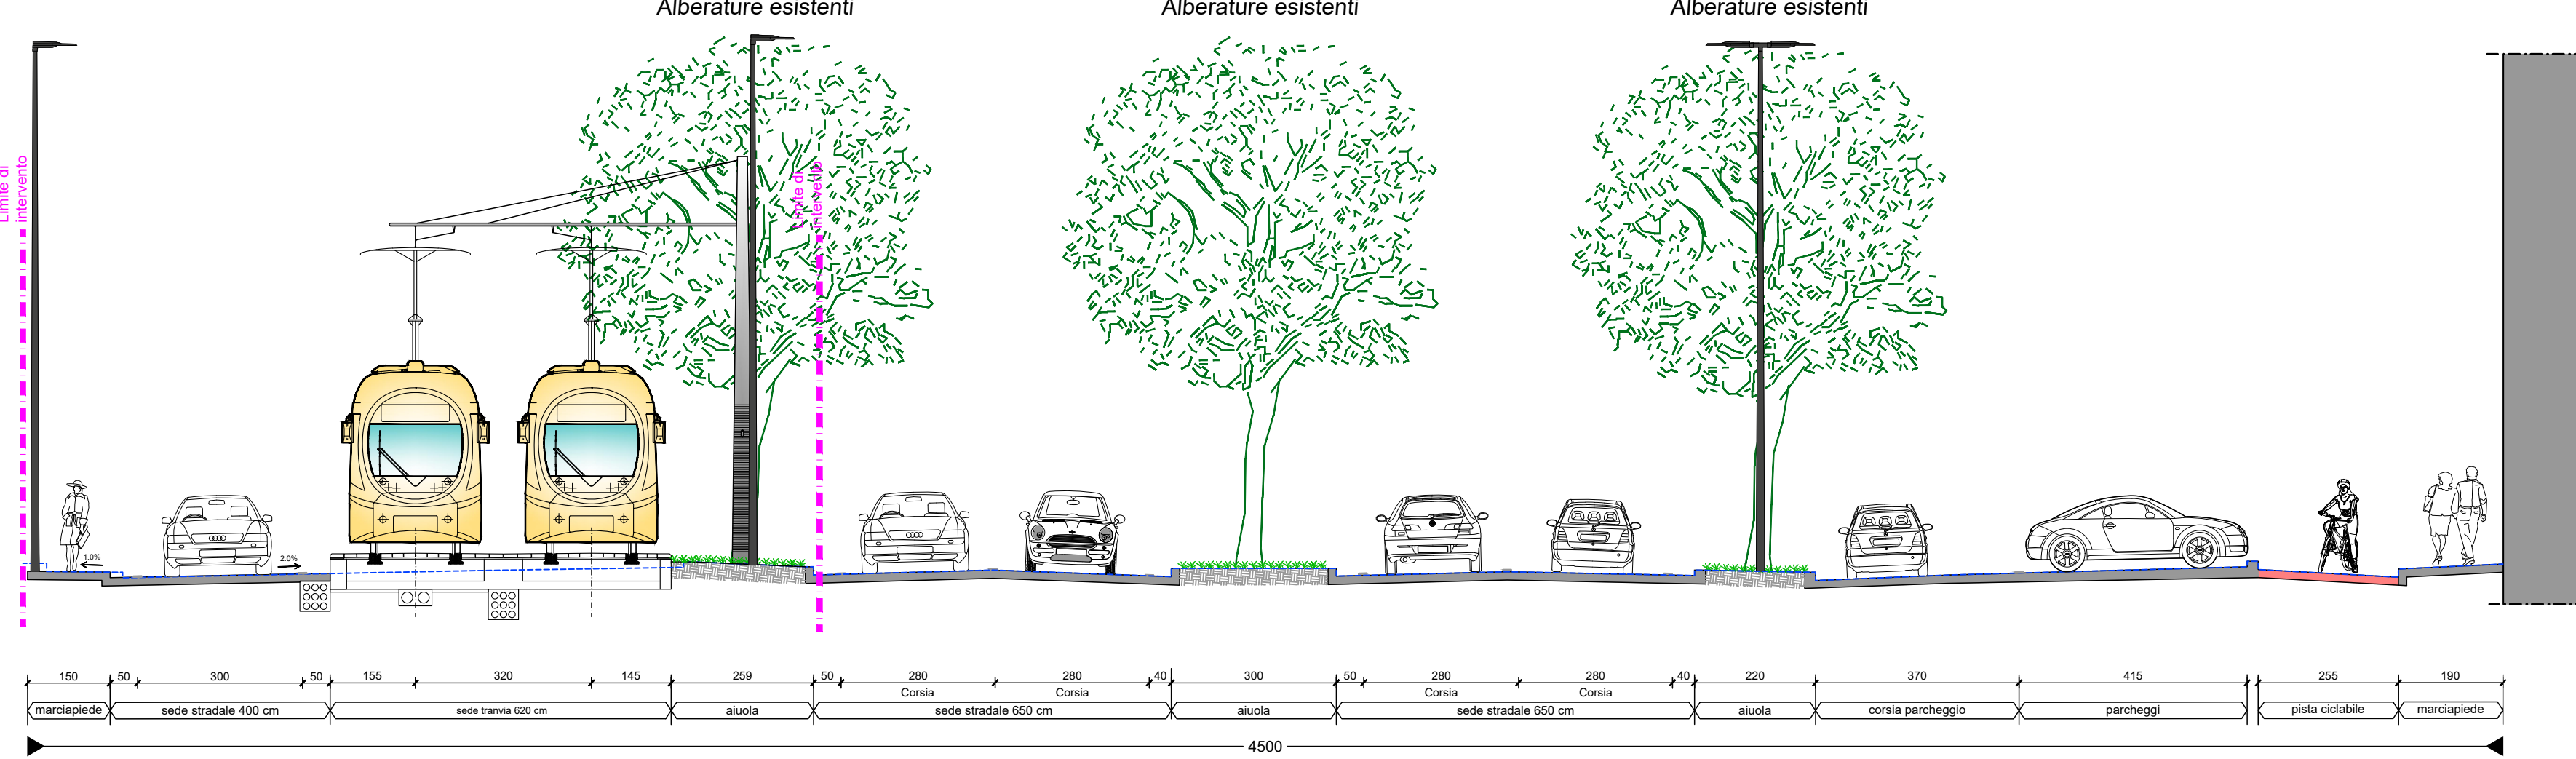 Alberature esistenti
Alberature esistenti
Alberature esistenti
Limite di
intervento
Limite di
intervento
1.0%
2.0%
150 50 300 50 155 320 145 259 50 280 280 40 300 50 280 280 40 220 370 415 255 190
Corsia Corsia Corsia Corsia
marciapiede sede stradale 400 cm sede tranvia 620 cm aiuola sede stradale 650 cm aiuola sede stradale 650 cm aiuola corsia parcheggio parcheggi pista ciclabile marciapiede
4500